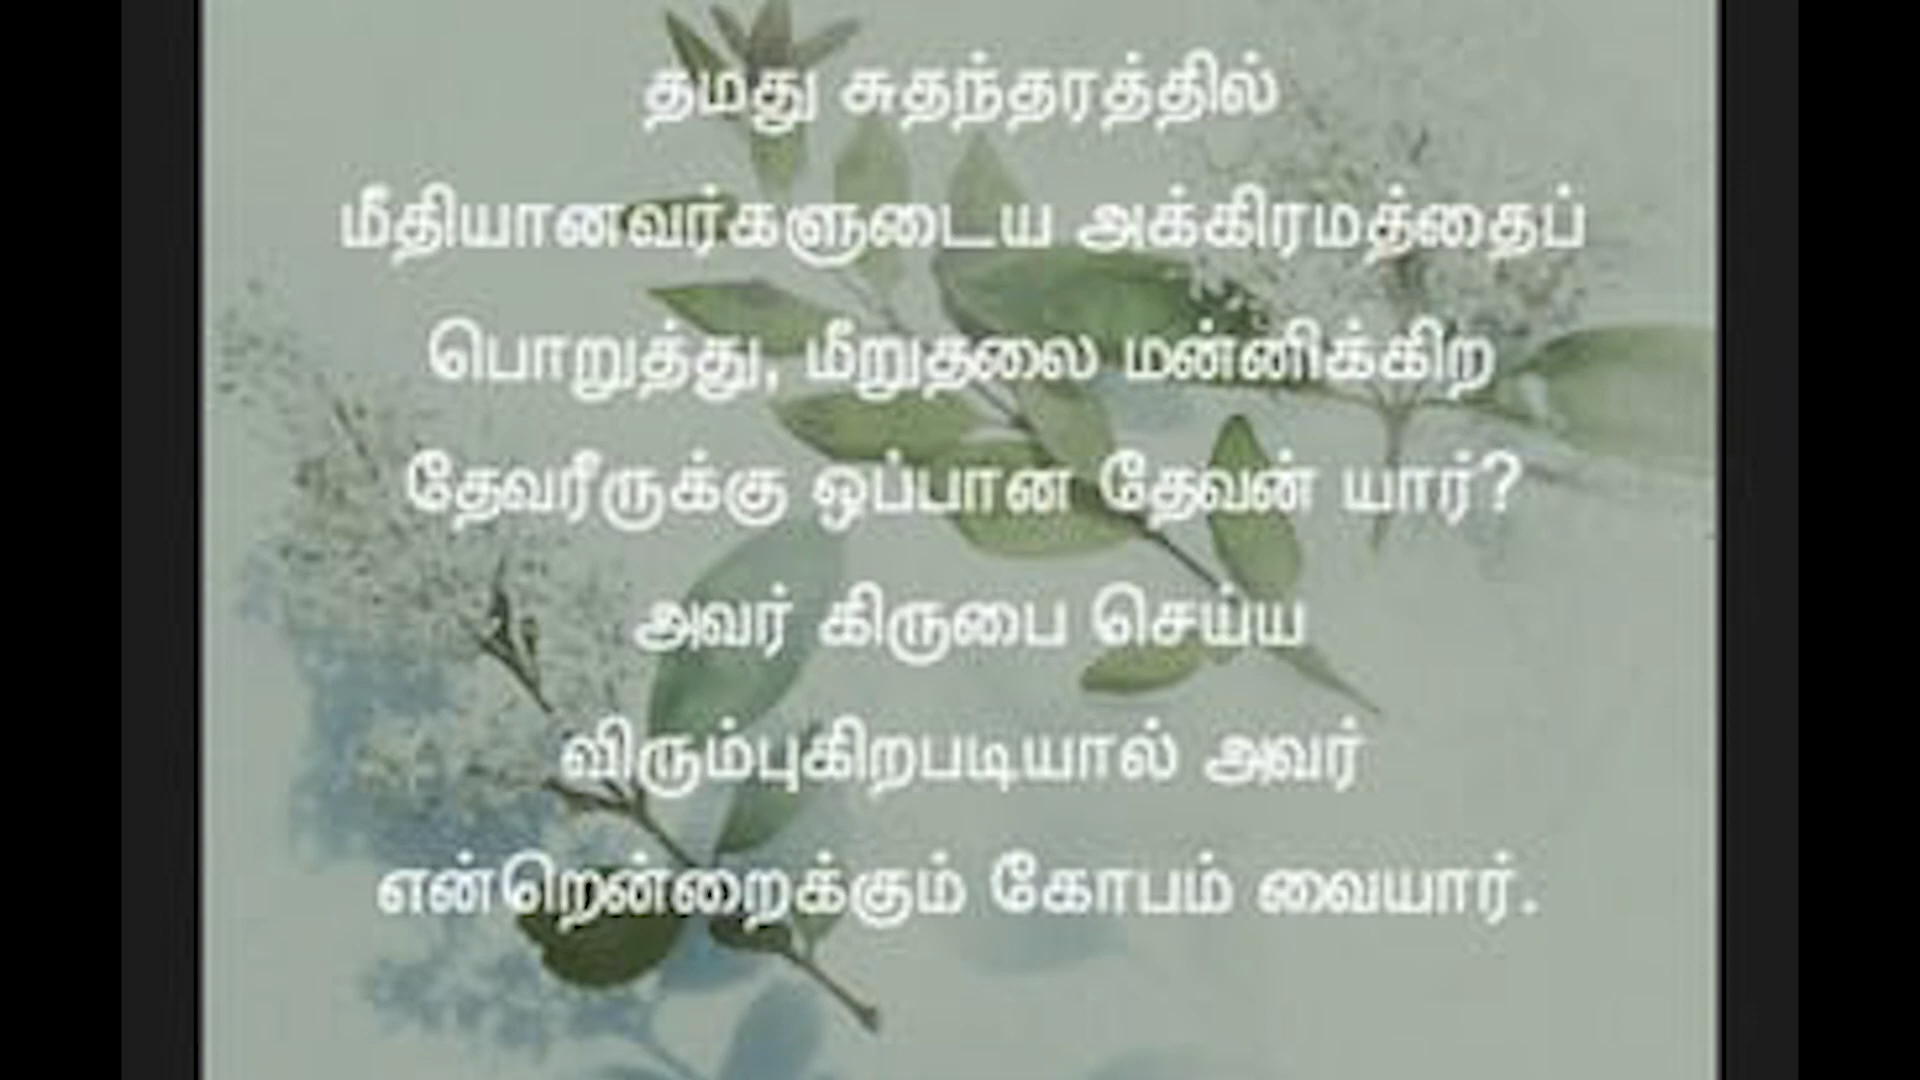 தமது சுதந்தரத்தில்
மீதியானவர்களுடைய அக்கிரமத்தைப்
பொறுத்து, மீறுதலை மன்னிக்கிற
தேவரீருக்கு ஒப்பான தேவன் யார்?
அவர் கிருபை செய்ய
விரும்புகிறபடியால் அவர்
என்றென்றைக்கும் கோபம் வையார்.